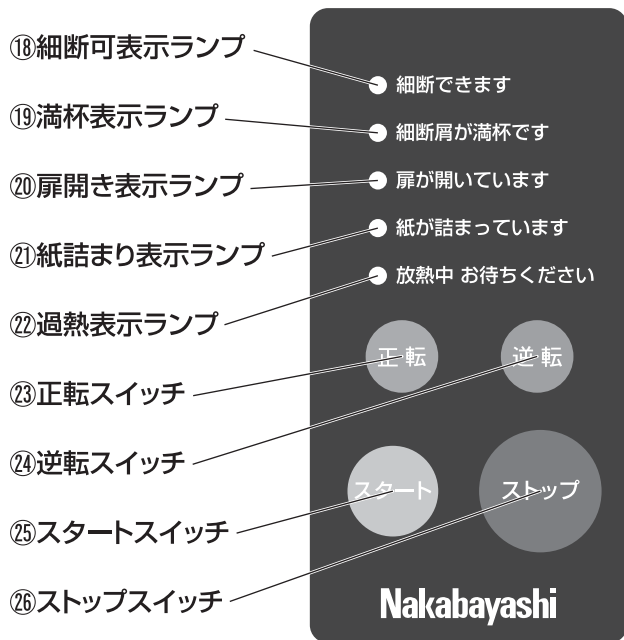 ⑱細断可表示ランプ
細断できます
⑲満杯表示ランプ
細断屑が満杯です
⑳扉開き表示ランプ
扉が開いています
㉑紙詰まり表示ランプ
紙が詰まっています
㉒過熱表示ランプ
放熱中 お待ちください
㉓正転スイッチ
正転
逆転
㉔逆転スイッチ
㉕スタートスイッチ
スタート
ストップ
㉖ストップスイッチ
Nakabayashi